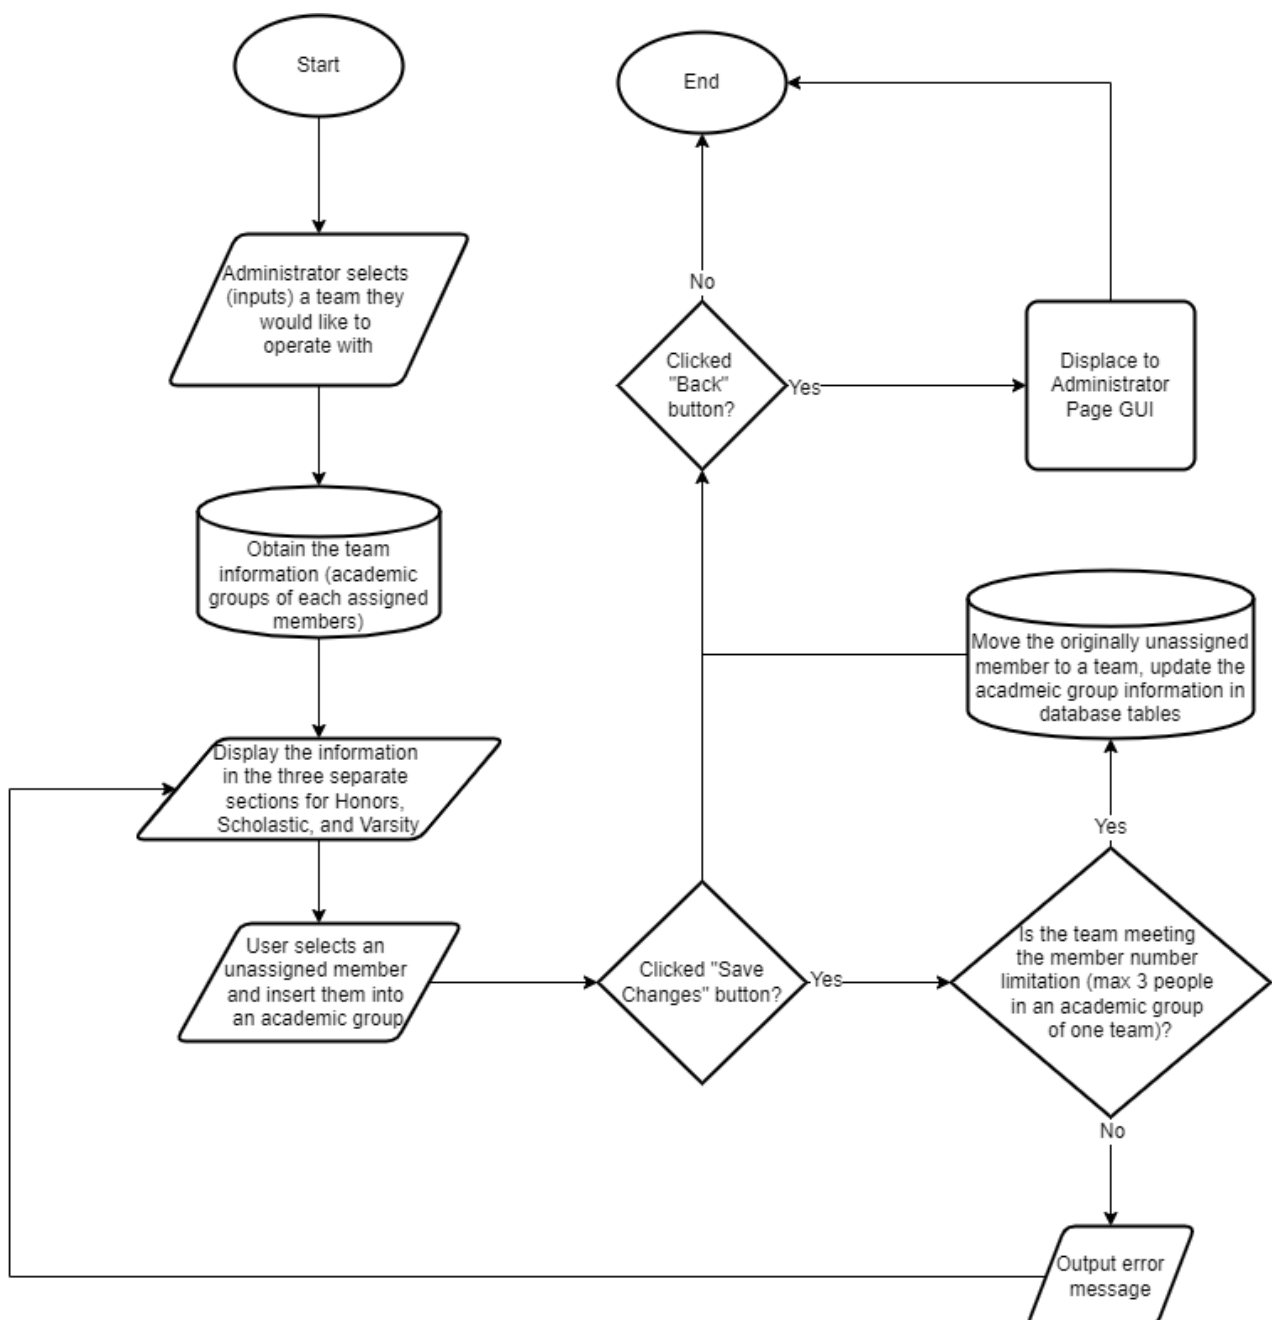 Start
Administrator selects
(inputs) a team they
would like to
operate with
Obtain the team
information (academic
groups of each assigned
members)
Display the information
in the three separate
sections for Honors,
Scholastic, and Varsity
User selects an
unassigned member
and insert them into
an academic group
Clicked "Save
Changes" button?
Yes
Is the team meeting
the member number
limitation (max 3 people
in an academic group
of one team)?
No
Output error
message
Yes
Move the originally unassigned
member to a team, update the
acadmeic group information in
database tables
Clicked
"Back"
button?
Yes
Displace to
Administrator
Page GUI
No
End